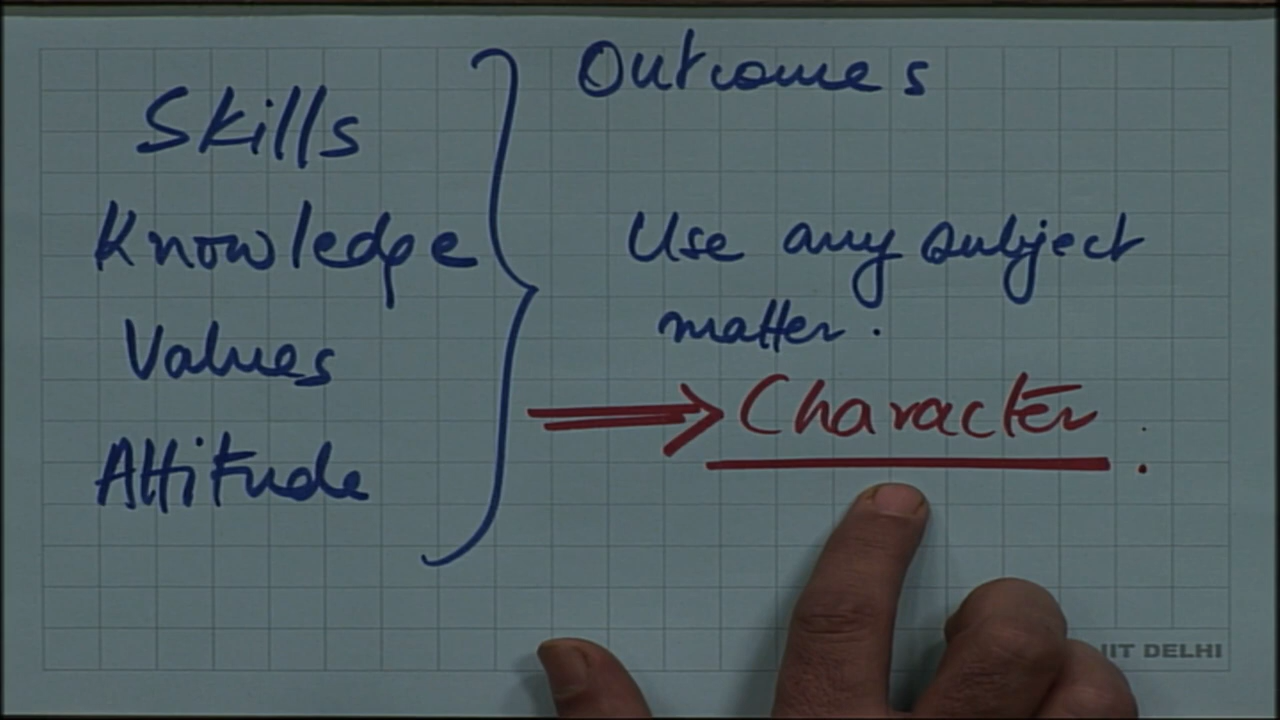 Outcomes
Skills
Knowledge
Values
Attitude
Use any subject
matter.
Character
IIT DELHI